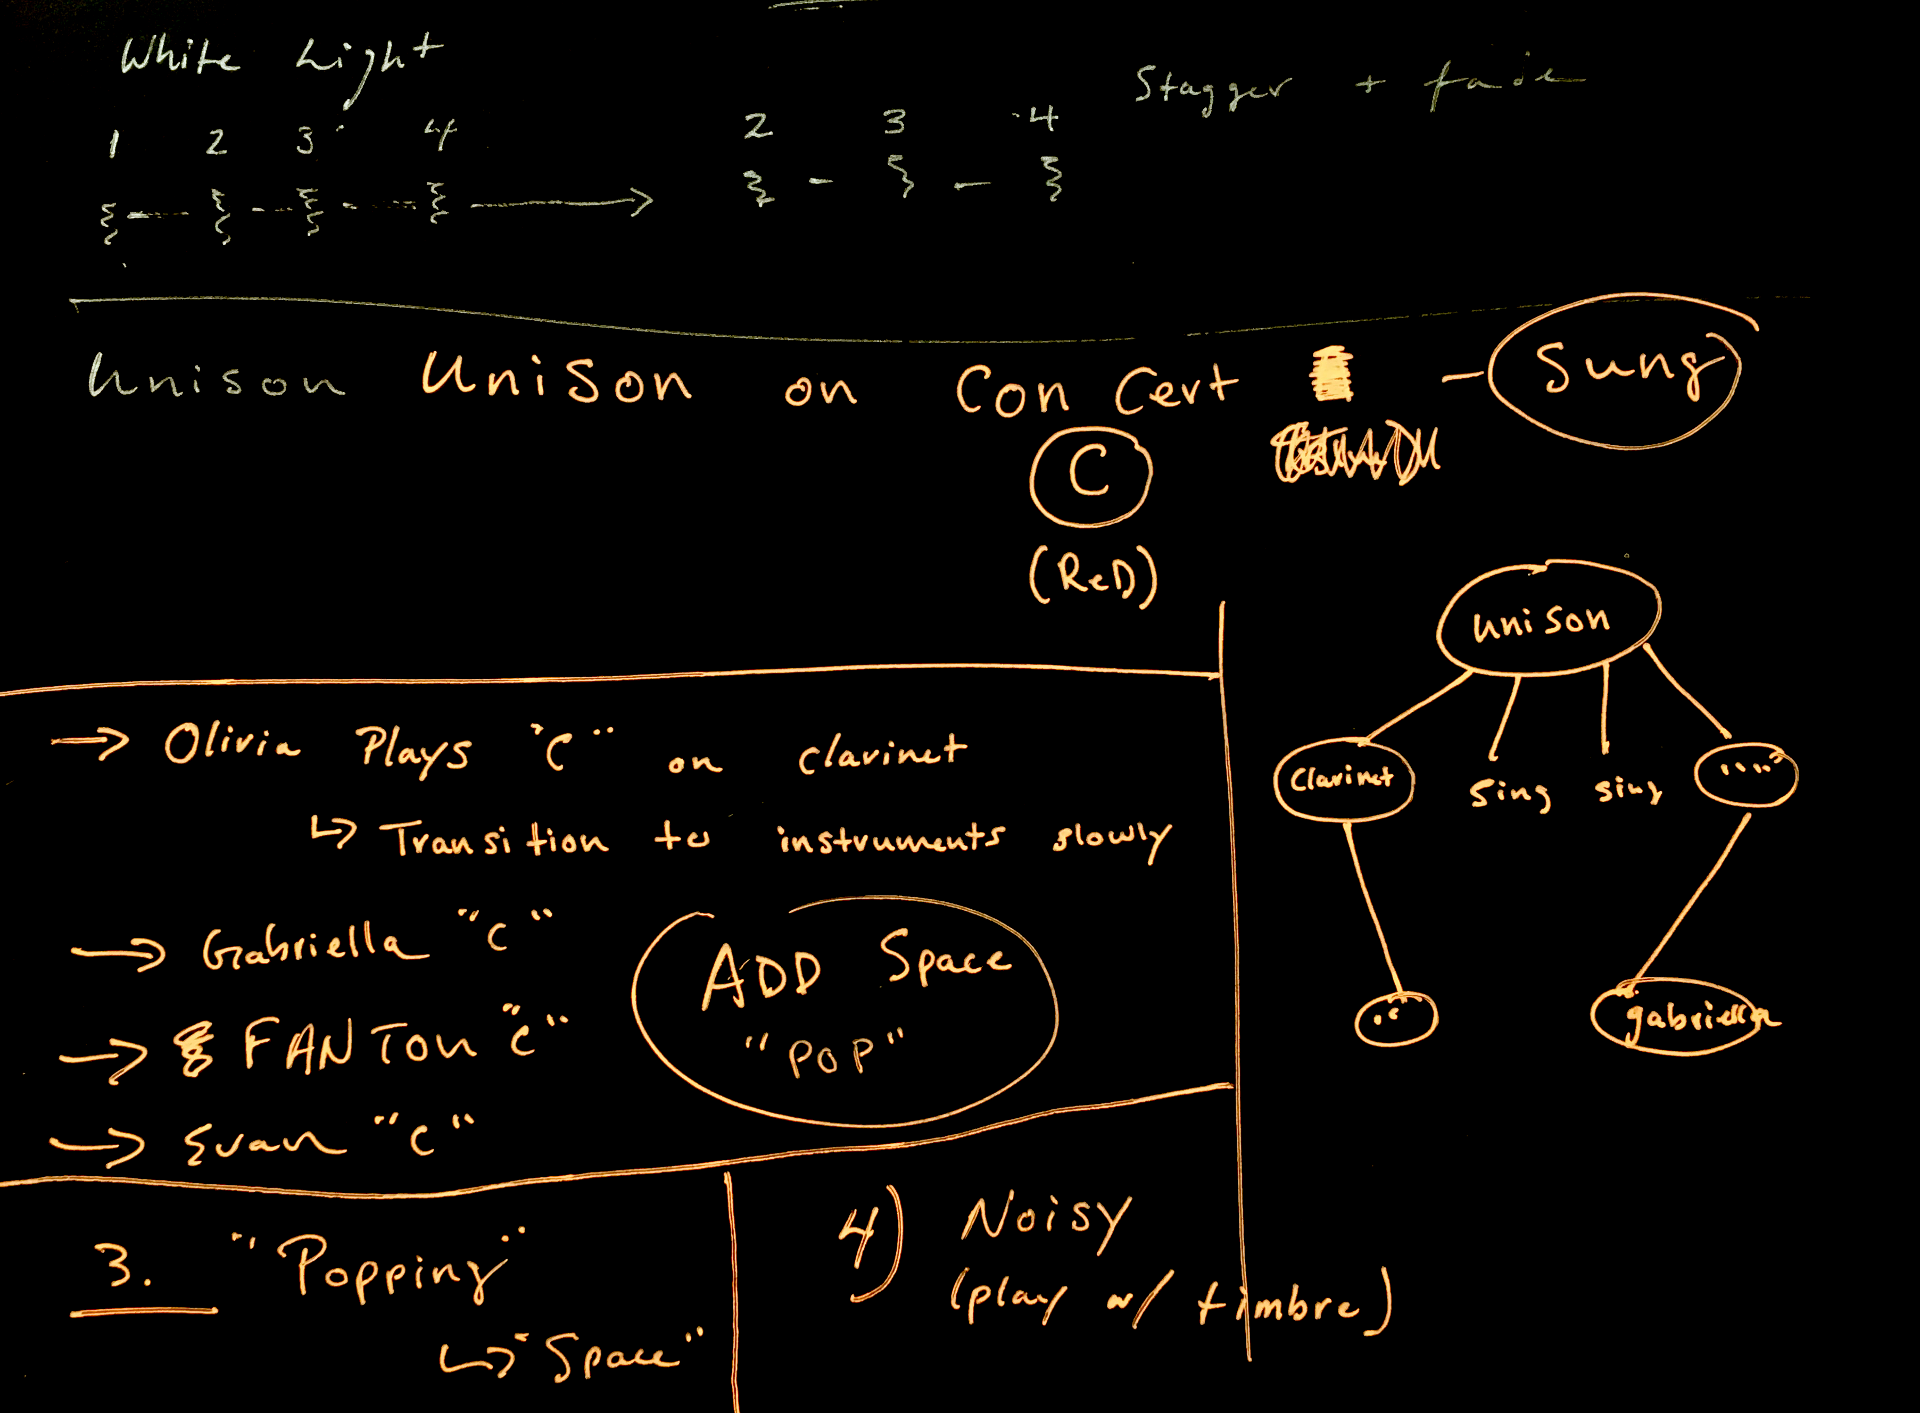 White Light
Stagger + fade
1 2 3 4
2 3 4
Unison Unison on Concert - Sung
C
(ReD)
unison
clarinet sing sing
gabriella
→ Olivia Plays "C" on clarinet
↳ Transition to instruments slowly
→ Gabriella "C"
→ FANTON "C"
→ Evan "C"
ADD Space
"POP"
3. "Popping"
↳ "Space"
4) Noisy
(play w/ timbre)